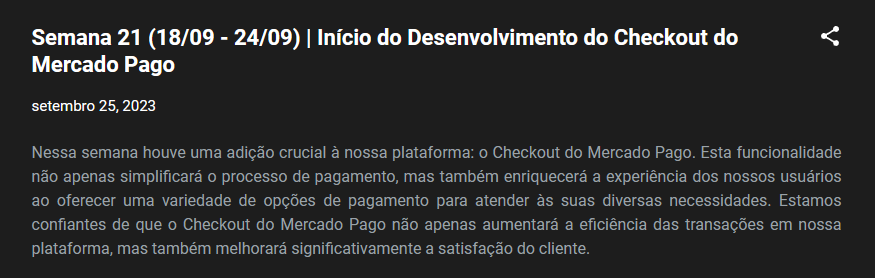 Semana 21 (18/09 - 24/09) | Início do Desenvolvimento do Checkout do
Mercado Pago
setembro 25, 2023
Nessa semana houve uma adição crucial à nossa plataforma: o Checkout do Mercado Pago. Esta funcionalidade
não apenas simplificará o processo de pagamento, mas também enriquecerá a experiência dos nossos usuários
ao oferecer uma variedade de opções de pagamento para atender às suas diversas necessidades. Estamos
confiantes de que o Checkout do Mercado Pago não apenas aumentará a eficiência das transações em nossa
plataforma, mas também melhorará significativamente a satisfação do cliente.